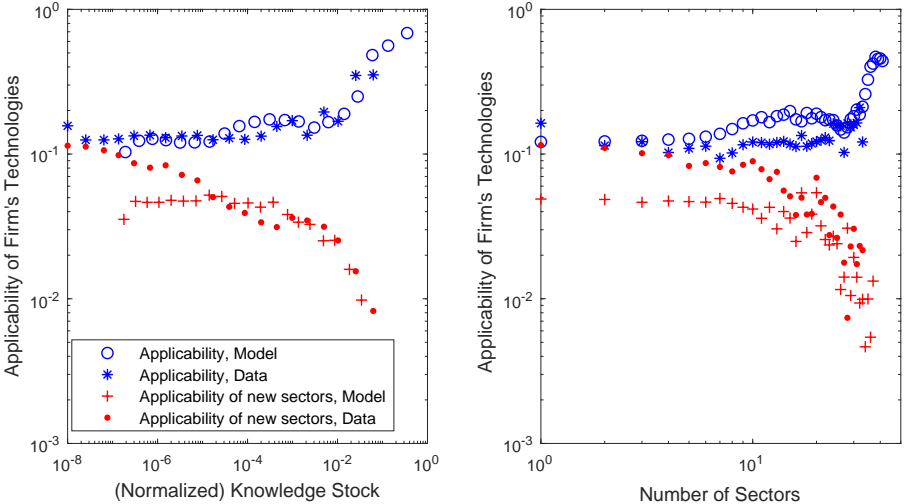 10^0
10^-1
10^-2
10^-3
Applicability of Firm's Technologies
Applicability, Model
Applicability, Data
Applicability of new sectors, Model
Applicability of new sectors, Data
10^-8 10^-6 10^-4 10^-2 10^0
(Normalized) Knowledge Stock
10^0
10^-1
10^-2
10^-3
Applicability of Firm's Technologies
10^0 10^1
Number of Sectors